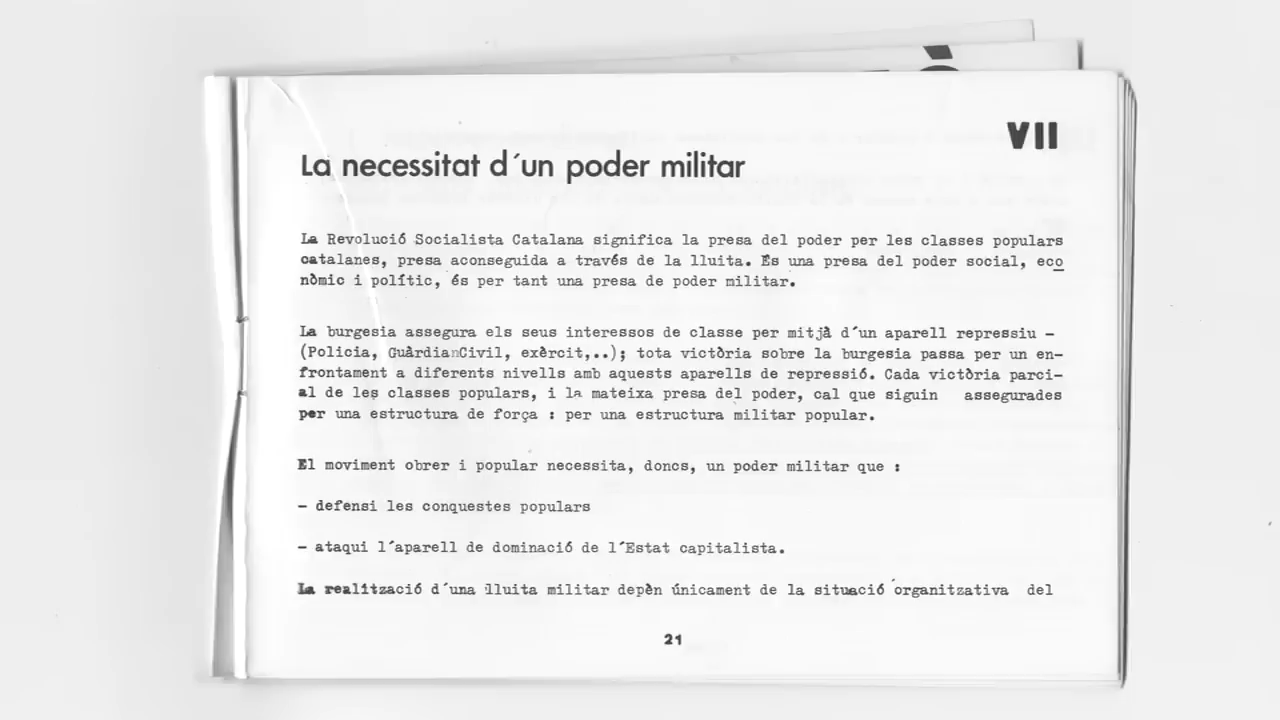 VII
La necessitat d´un poder militar
La Revolució Socialista Catalana significa la presa del poder per les classes populars
catalanes, presa aconseguida a través de la lluita. És una presa del poder social, eco
nòmic i polític, és per tant una presa de poder militar.
La burgesia assegura els seus interessos de classe per mitjà d´un aparell repressiu -
(Policia, GuàrdianCivil, exèrcit,..); tota victòria sobre la burgesia passa per un en-
frontament a diferents nivells amb aquests aparells de repressió. Cada victòria parci-
al de les classes populars, i la mateixa presa del poder, cal que siguin assegurades
per una estructura de força : per una estructura militar popular.
El moviment obrer i popular necessita, doncs, un poder militar que :
- defensi les conquestes populars
- ataqui l´aparell de dominació de l´Estat capitalista.
La realització d´una lluita militar depèn únicament de la situació organitzativa del
21